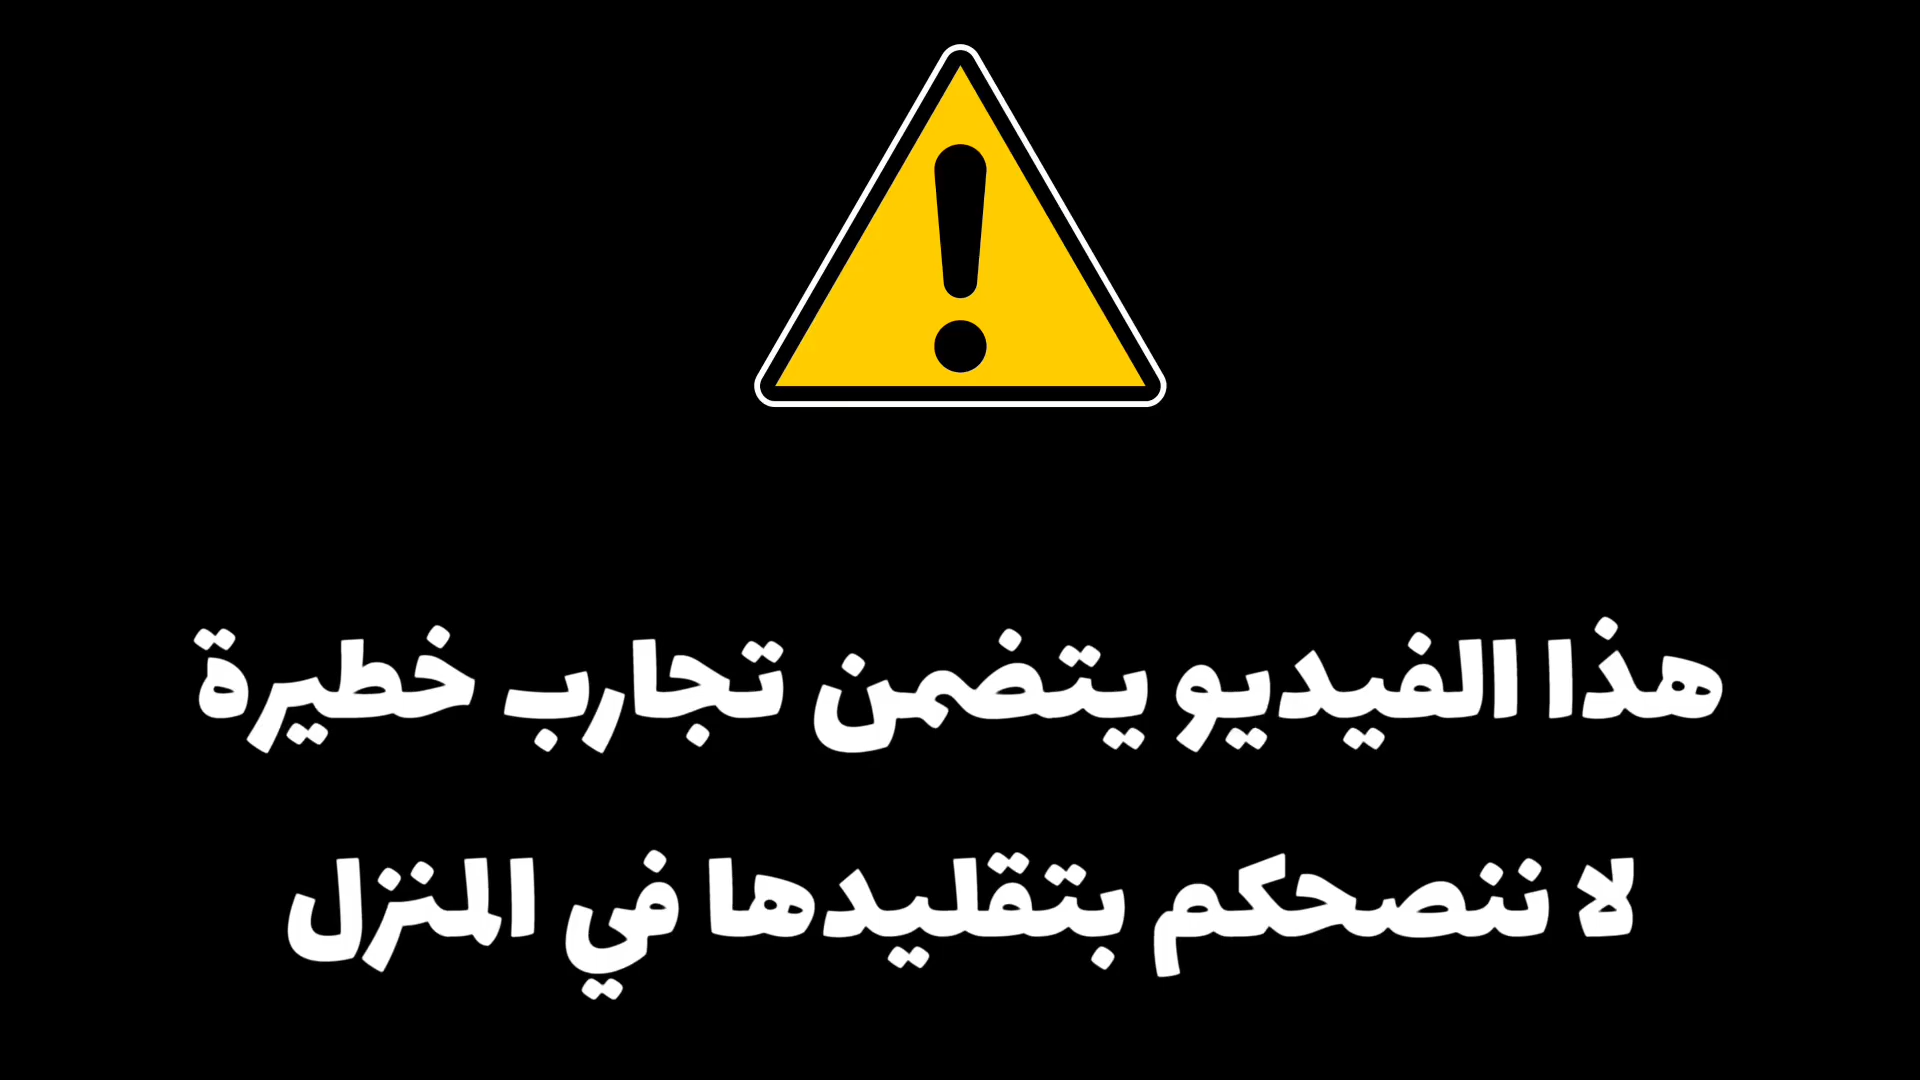 هذا الفيديو يتضمن تجارب خطيرة
لا ننصحكم بتقليدها في المنزل